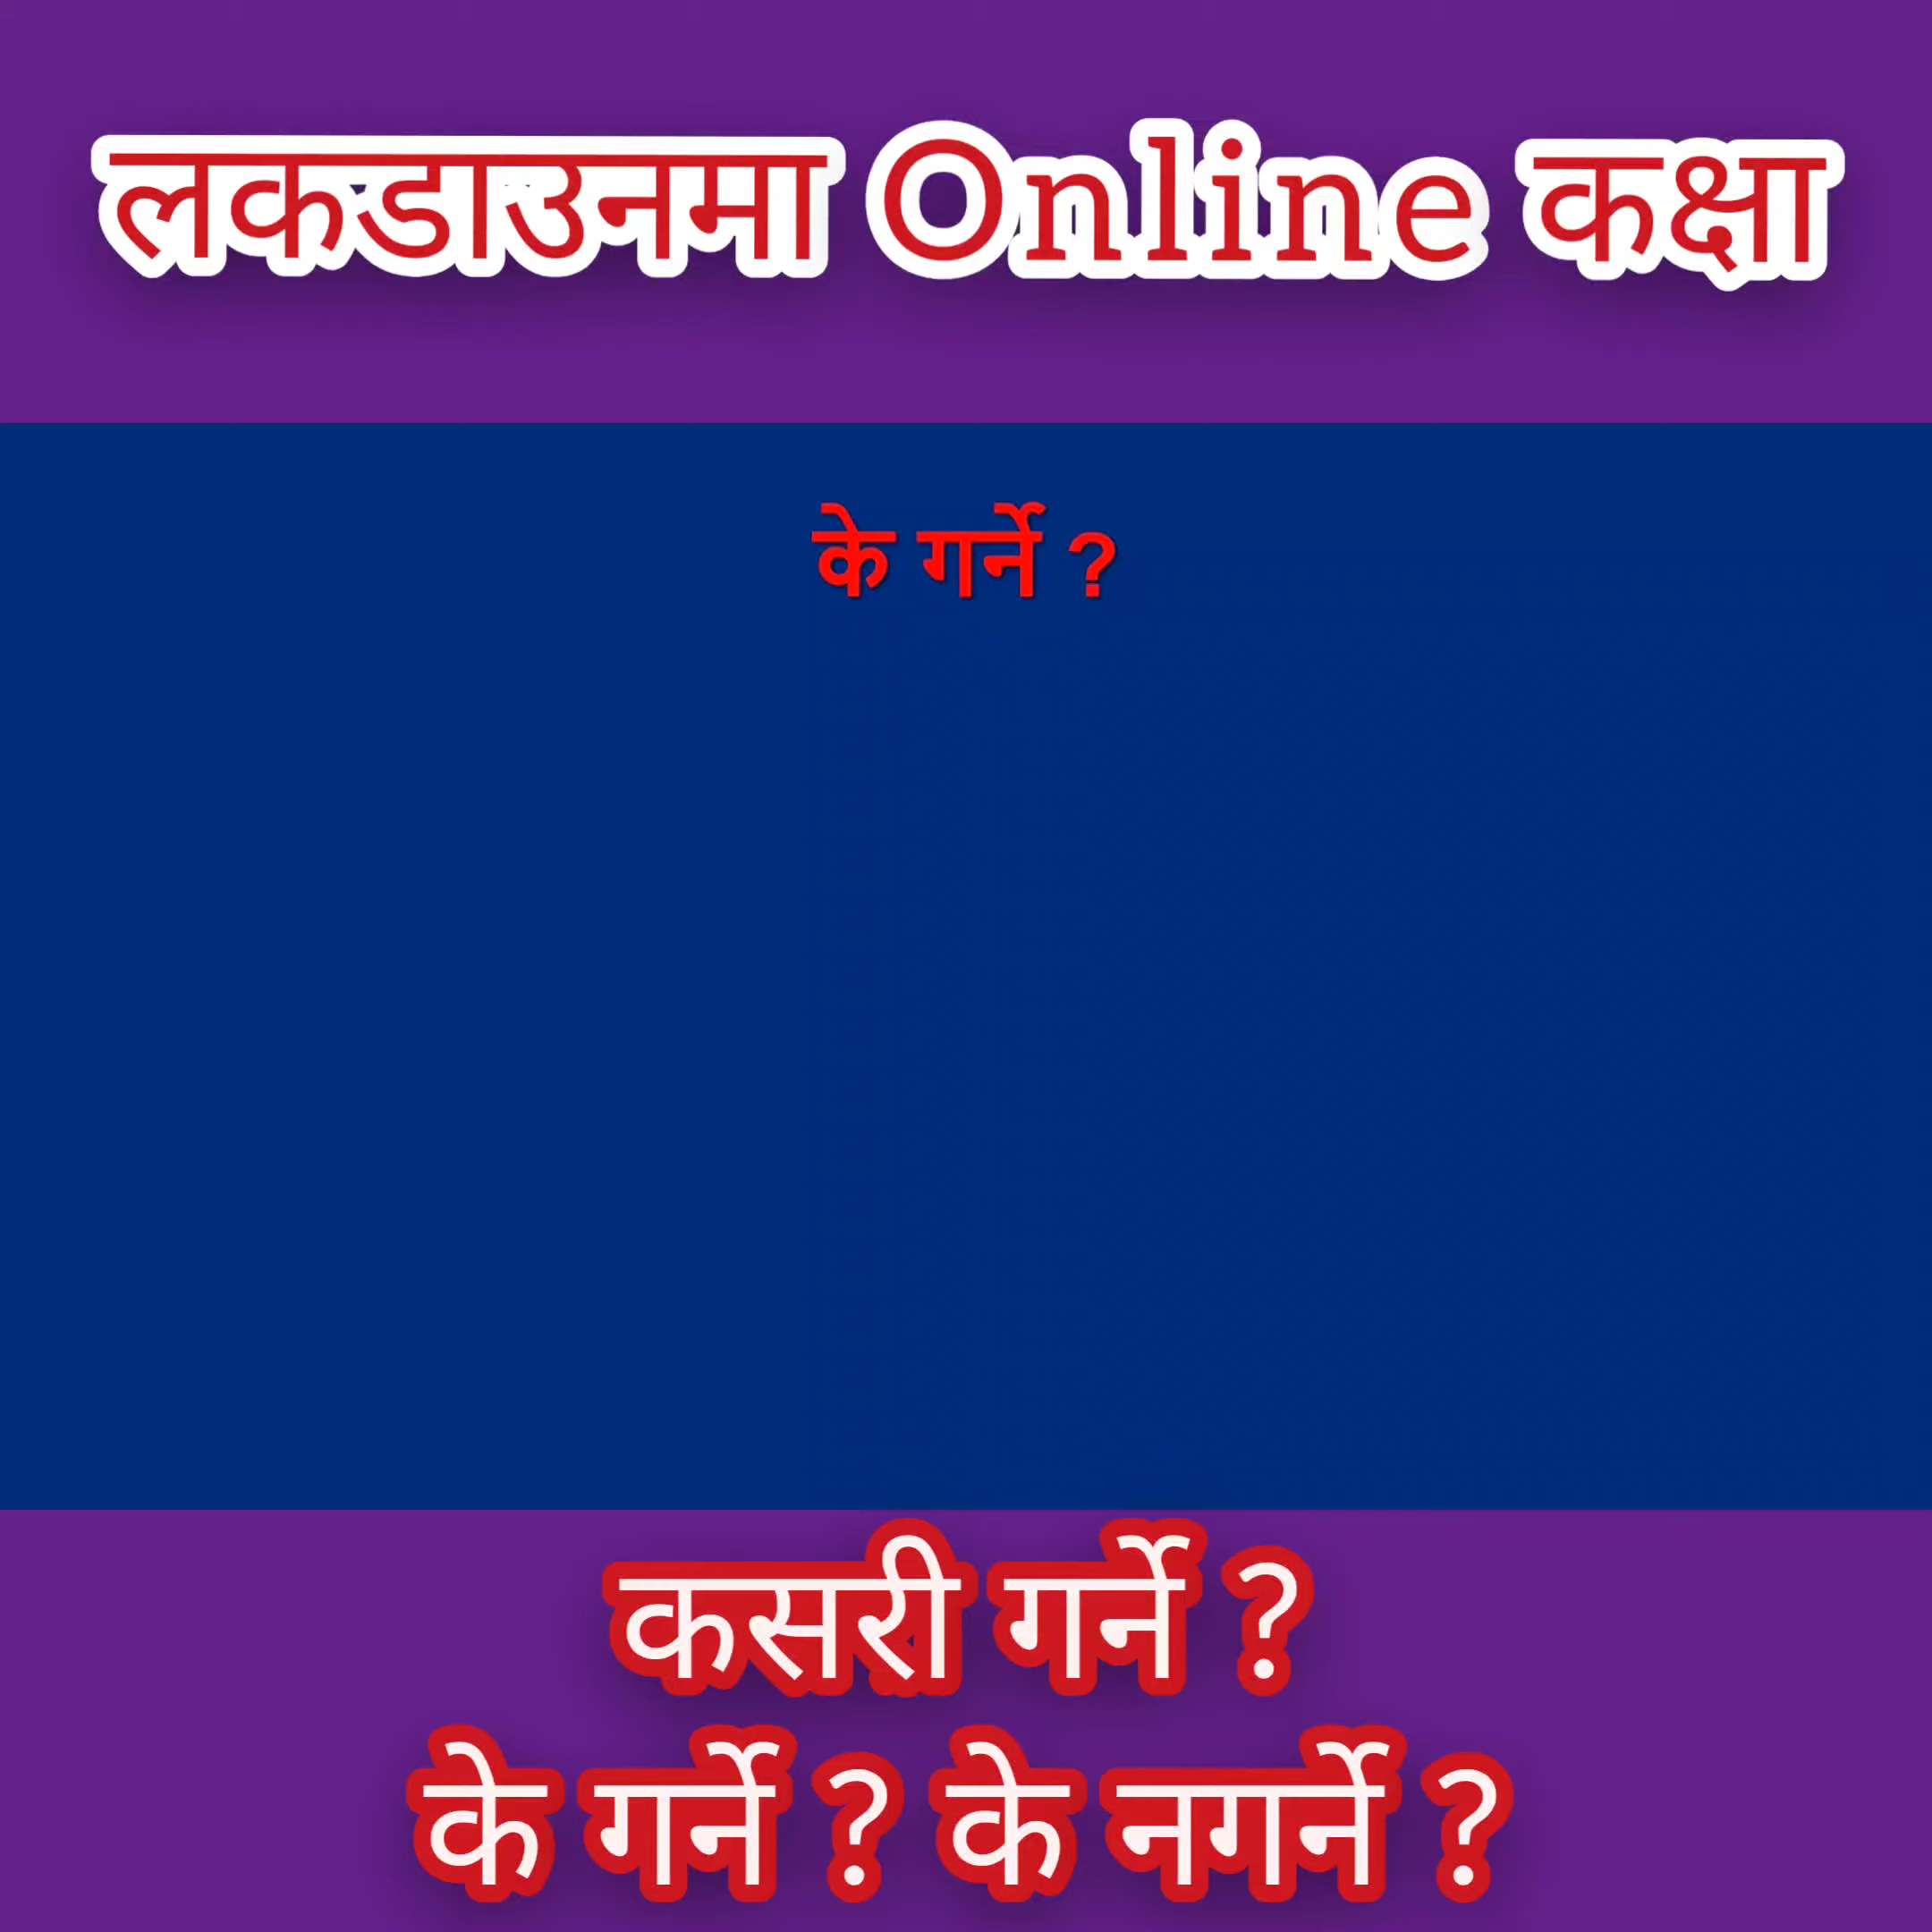 लकडाउनमा Online कक्षा
के गर्ने ?
कसरी गर्ने ?
के गर्ने ? के नगर्ने ?